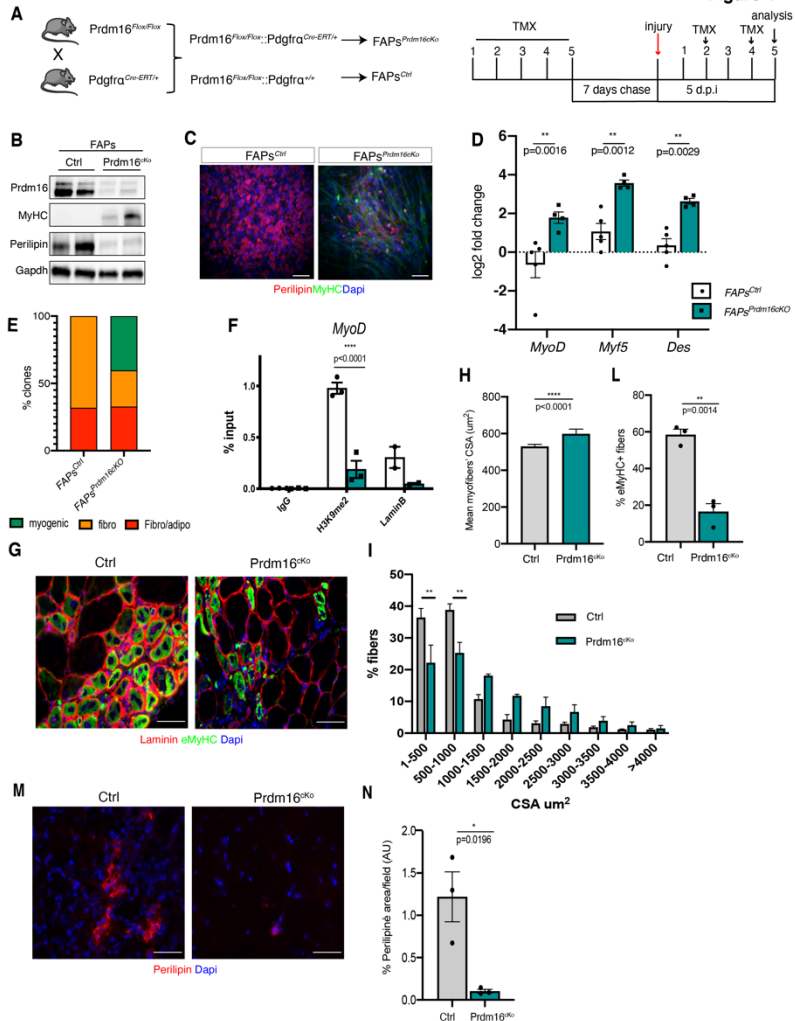 A
Prdm16Flox/Flox
X
PdgfrαCre-ERT/+
Prdm16Flox/Flox::PdgfrαCre-ERT/+
FAPsPrdm16cKo
Prdm16Flox/Flox::Pdgfrα+/+
FAPsCtrl
TMX
1 2 3 4 5
injury
TMX TMX
analysis
1 2 3 4 5
7 days chase
5 d.p.i
B
FAPs
Ctrl Prdm16cKo
Prdm16
MyHC
Perilipin
Gapdh
C
FAPsCtrl
FAPsPrdm16cKO
PerilipinMyHCDapi
D
** ** **
p=0.0016 p=0.0012 p=0.0029
log2 fold change
6
4
2
0
-2
-4
MyoD Myf5 Des
FAPsCtrl
FAPsPrdm16cKO
E
% clones
100
50
0
FAPsCtrl
FAPsPrdm16cKO
myogenic fibro Fibro/adipo
F
MyoD
****
p<0.0001
% input
1.0
0.5
0.0
IgG
H3K9me2
LaminB
H
****
p<0.0001
Mean myofibers' CSA (um2)
800
600
400
200
0
Ctrl Prdm16cKo
L
**
p=0.0014
% eMyHC+ fibers
80
60
40
20
0
Ctrl Prdm16cKo
G
Ctrl
Prdm16cKo
Laminin eMyHC Dapi
I
** **
% fibers
50
40
30
20
10
0
Ctrl
Prdm16cKo
1-500
500-1000
1000-1500
1500-2000
2000-2500
2500-3000
3000-3500
3500-4000
>4000
CSA um2
M
Ctrl
Prdm16cKo
Perilipin Dapi
N
*
p=0.0196
% Perilipinè area/field (AU)
2.0
1.5
1.0
0.5
0.0
Ctrl Prdm16cKo